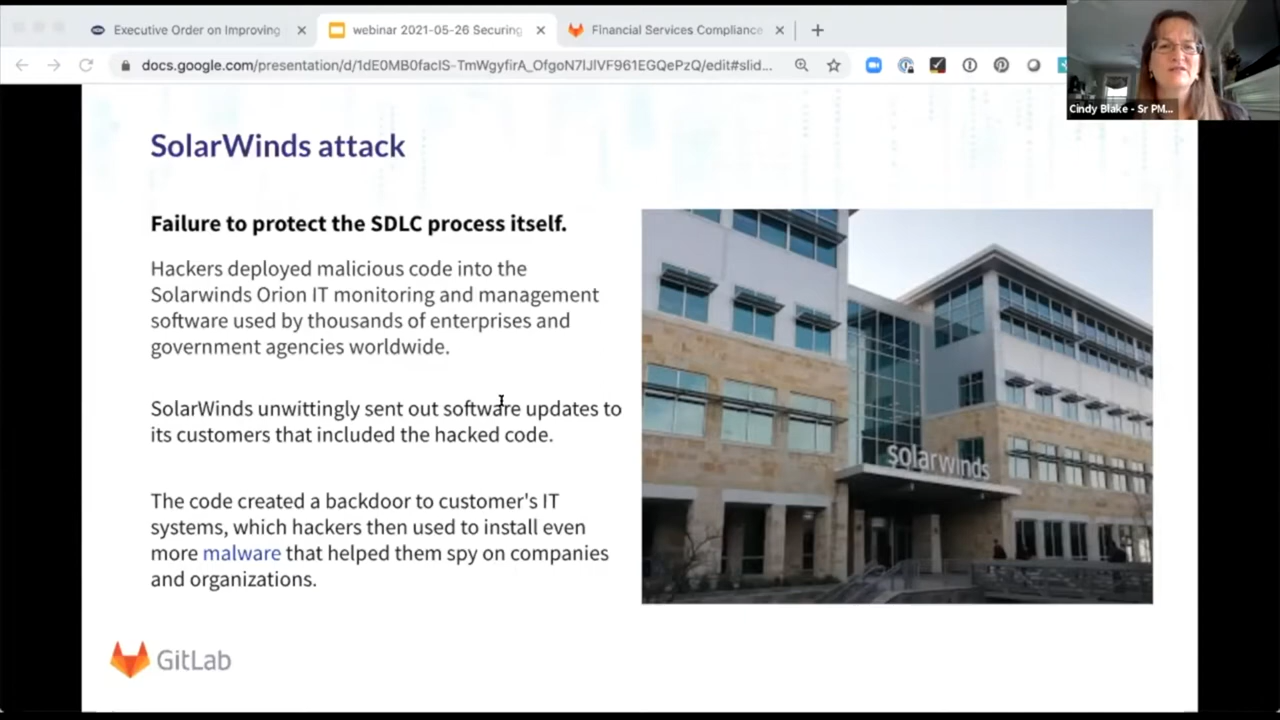 Executive Order on Improving
webinar 2021-05-26 Securing
Financial Services Compliance
docs.google.com/presentation/d/1dE0MB0facIS-TmWgyfirA_OfgoN7lJlVF961EGQePzQ/edit#slid...
Cindy Blake - Sr PM...
SolarWinds attack
Failure to protect the SDLC process itself.
Hackers deployed malicious code into the
Solarwinds Orion IT monitoring and management
software used by thousands of enterprises and
government agencies worldwide.
SolarWinds unwittingly sent out software updates to
its customers that included the hacked code.
The code created a backdoor to customer's IT
systems, which hackers then used to install even
more malware that helped them spy on companies
and organizations.
solarwinds
GitLab